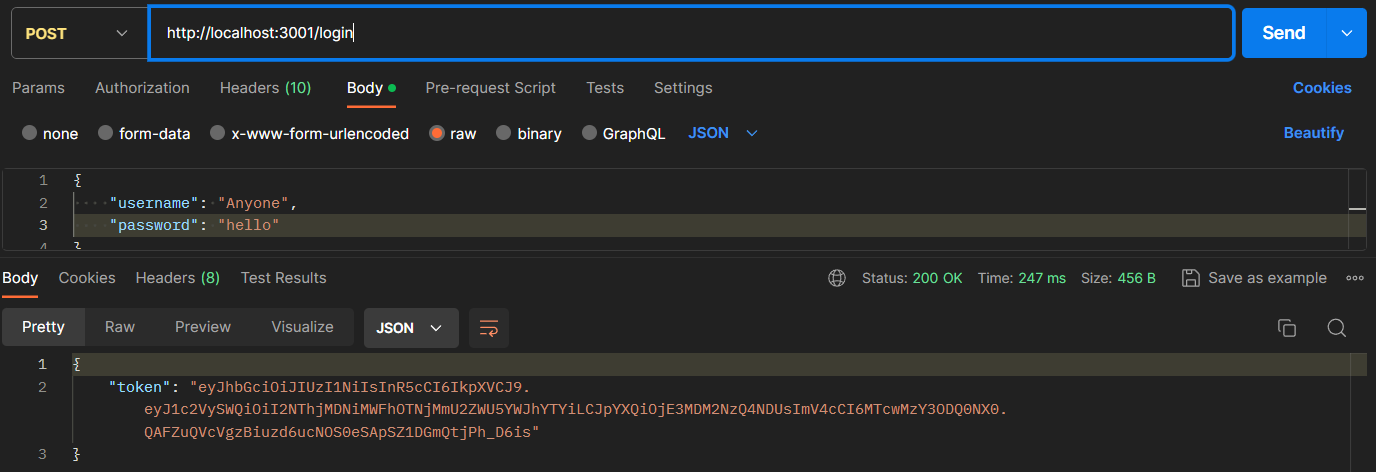 POST http://localhost:3001/login Send
Params Authorization Headers (10) Body Pre-request Script Tests Settings Cookies
none form-data x-www-form-urlencoded raw binary GraphQL JSON Beautify
1 {
2 "username": "Anyone",
3 "password": "hello"
4 }
Body Cookies Headers (8) Test Results Status: 200 OK Time: 247 ms Size: 456 B Save as example
Pretty Raw Preview Visualize JSON
1 {
2 "token": "eyJhbGciOiJIUzI1NiIsInR5cCI6IkpXVCJ9.
eyJ1c2VySWQiOiI2NThjMDNiMWFhOTNjMmU2ZWU5YWJhYTYiLCJpYXQiOjE3MDM2NzQ4NDUsImV4cCI6MTcwMzY3ODQ0NX0.
QAFZuQVcVgzBiuzd6ucNOS0eSApSZ1DGmQtjPh_D6is"
3 }